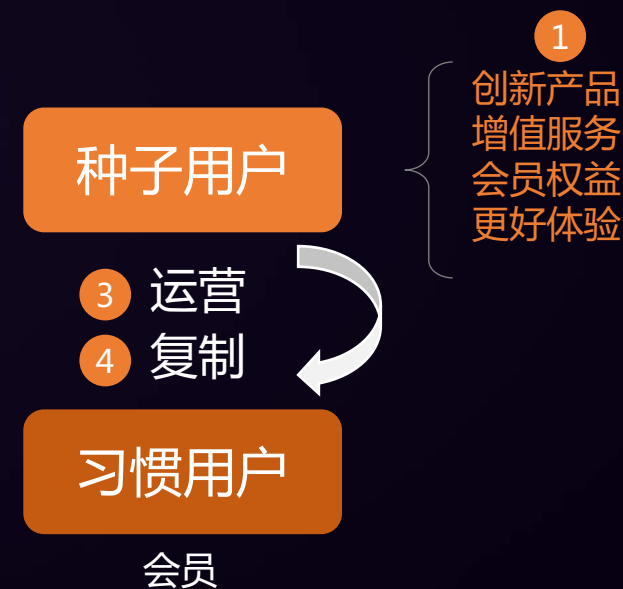 1
创新产品
增值服务
会员权益
更好体验
种子用户
3 运营
4 复制
习惯用户
会员